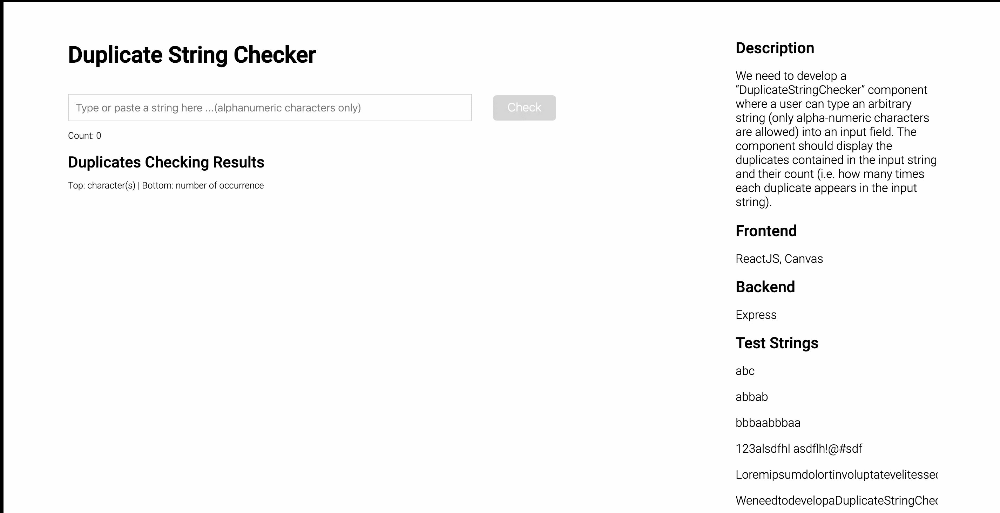 Duplicate String Checker
Type or paste a string here ...(alphanumeric characters only)
Check
Count: 0
Duplicates Checking Results
Top: character(s) | Bottom: number of occurrence
Description
We need to develop a
"DuplicateStringChecker" component
where a user can type an arbitrary
string (only alpha-numeric characters
are allowed) into an input field. The
component should display the
duplicates contained in the input string
and their count (i.e. how many times
each duplicate appears in the input
string).
Frontend
ReactJS, Canvas
Backend
Express
Test Strings
abc
abbab
bbbaabbbaa
123alsdfhl asdflh!@#sdf
Loremipsumdolortinvoluptatevelitessec
WeneedtodevelopaDuplicateStringChec